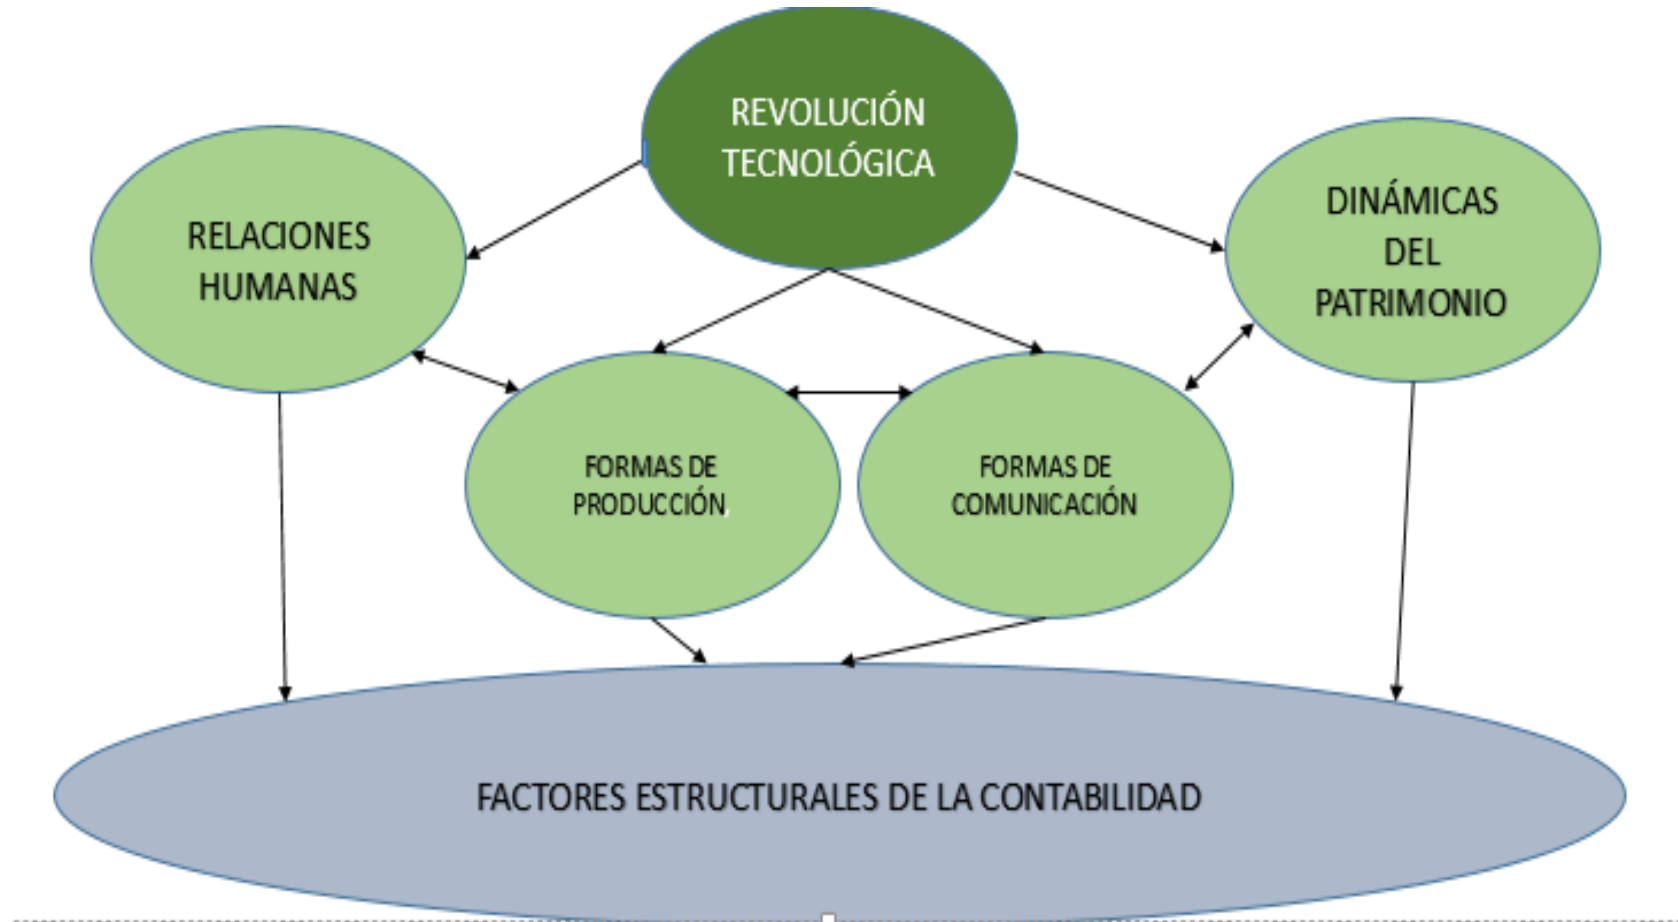 REVOLUCIÓN
TECNOLÓGICA
RELACIONES
HUMANAS
DINÁMICAS
DEL
PATRIMONIO
FORMAS DE
PRODUCCIÓN,
FORMAS DE
COMUNICACIÓN
FACTORES ESTRUCTURALES DE LA CONTABILIDAD